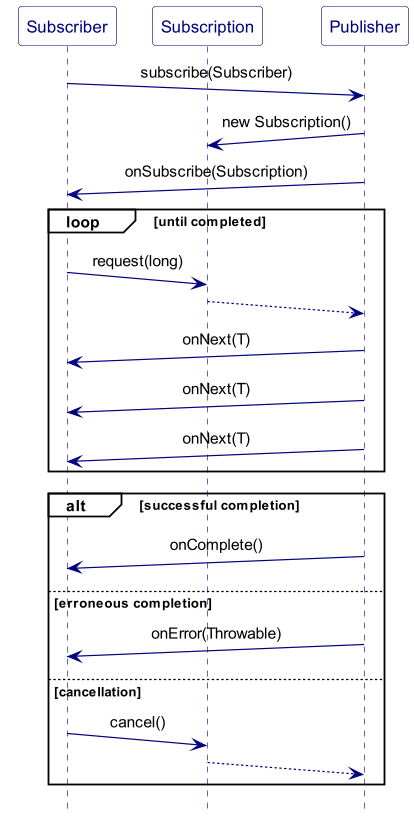 Subscriber Subscription Publisher
subscribe(Subscriber)
new Subscription()
onSubscribe(Subscription)
loop [until completed]
request(long)
onNext(T)
onNext(T)
onNext(T)
alt [successful completion]
onComplete()
[erroneous completion]
onError(Throwable)
[cancellation]
cancel()